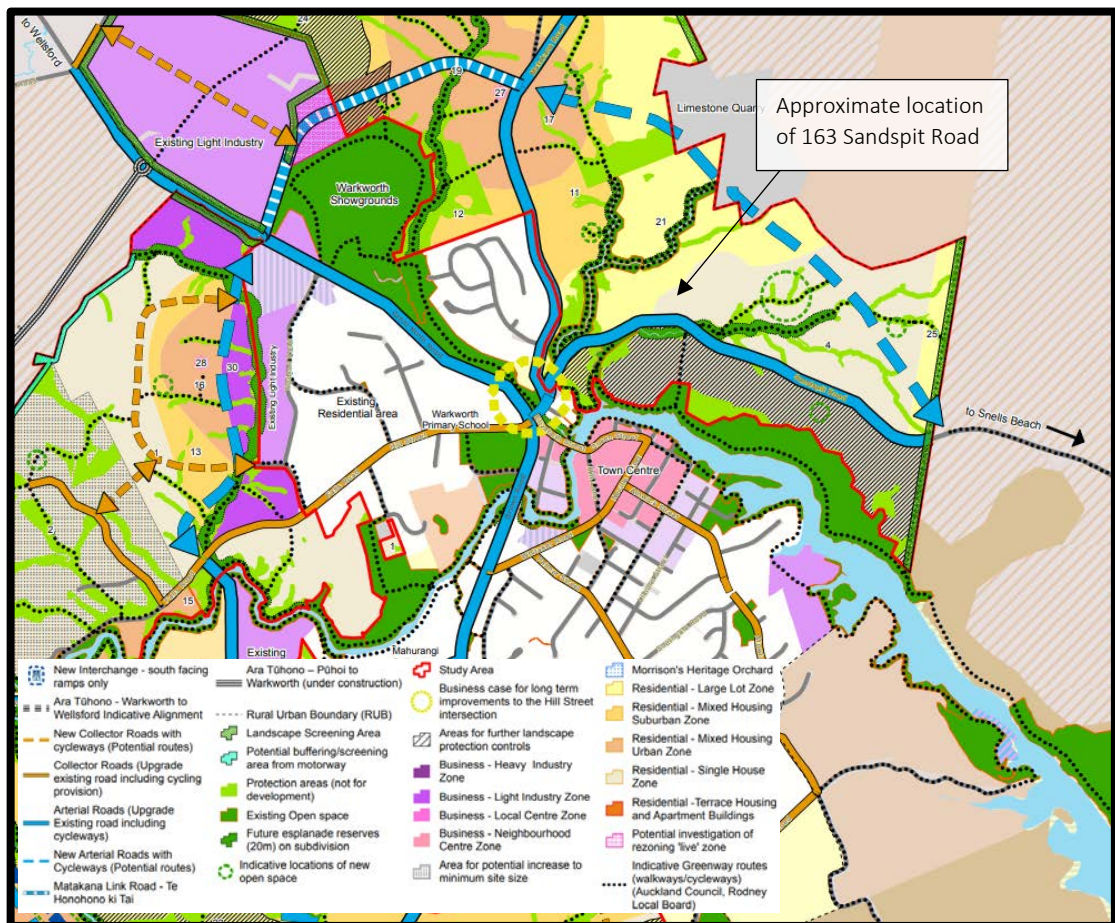 to Wellsford
24
19
27
17
Limestone Quarry
Approximate location
of 163 Sandspit Road
Existing Light Industry
Warkworth
Showgrounds
11
12
21
25
4
28
16
30
Existing Light Industry
Existing
Residential area
Warkworth
Primary School
Sandspit Road
to Snells Beach
1
13
Town Centre
2
1
15
Existing
Mahurangi
New Interchange - south facing
ramps only
Ara Tūhono - Warkworth to
Wellsford Indicative Alignment
New Collector Roads with
cycleways (Potential routes)
Collector Roads (Upgrade
existing road including cycling
provision)
Arterial Roads (Upgrade
Existing road including
cycleways)
New Arterial Roads with
Cycleways (Potential routes)
Matakana Link Road - Te
Honohono ki Tai
Ara Tūhono – Pūhoi to
Warkworth (under construction)
Rural Urban Boundary (RUB)
Landscape Screening Area
Potential buffering/screening
area from motorway
Protection areas (not for
development)
Existing Open space
Future esplanade reserves
(20m) on subdivision
Indicative locations of new
open space
Study Area
Business case for long term
improvements to the Hill Street
intersection
Areas for further landscape
protection controls
Business - Heavy Industry
Zone
Business - Light Industry Zone
Business - Local Centre Zone
Business - Neighbourhood
Centre Zone
Area for potential increase to
minimum site size
Morrison's Heritage Orchard
Residential - Large Lot Zone
Residential - Mixed Housing
Suburban Zone
Residential - Mixed Housing
Urban Zone
Residential - Single House
Zone
Residential -Terrace Housing
and Apartment Buildings
Potential investigation of
rezoning 'live' zone
Indicative Greenway routes
(walkways/cycleways)
(Auckland Council, Rodney
Local Board)